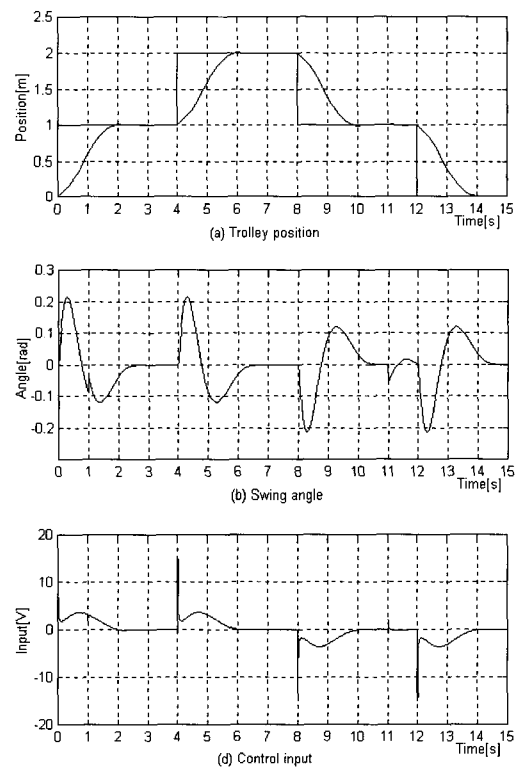 2.5
2
1.5
1
0.5
0
Position[m]
0 1 2 3 4 5 6 7 8 9 10 11 12 13 14 15
Time[s]
(a) Trolley position
0.3
0.2
0.1
0
-0.1
-0.2
Angle[rad]
0 1 2 3 4 5 6 7 8 9 10 11 12 13 14 15
Time[s]
(b) Swing angle
20
10
0
-10
-20
Input[V]
0 1 2 3 4 5 6 7 8 9 10 11 12 13 14 15
Time[s]
(d) Control input